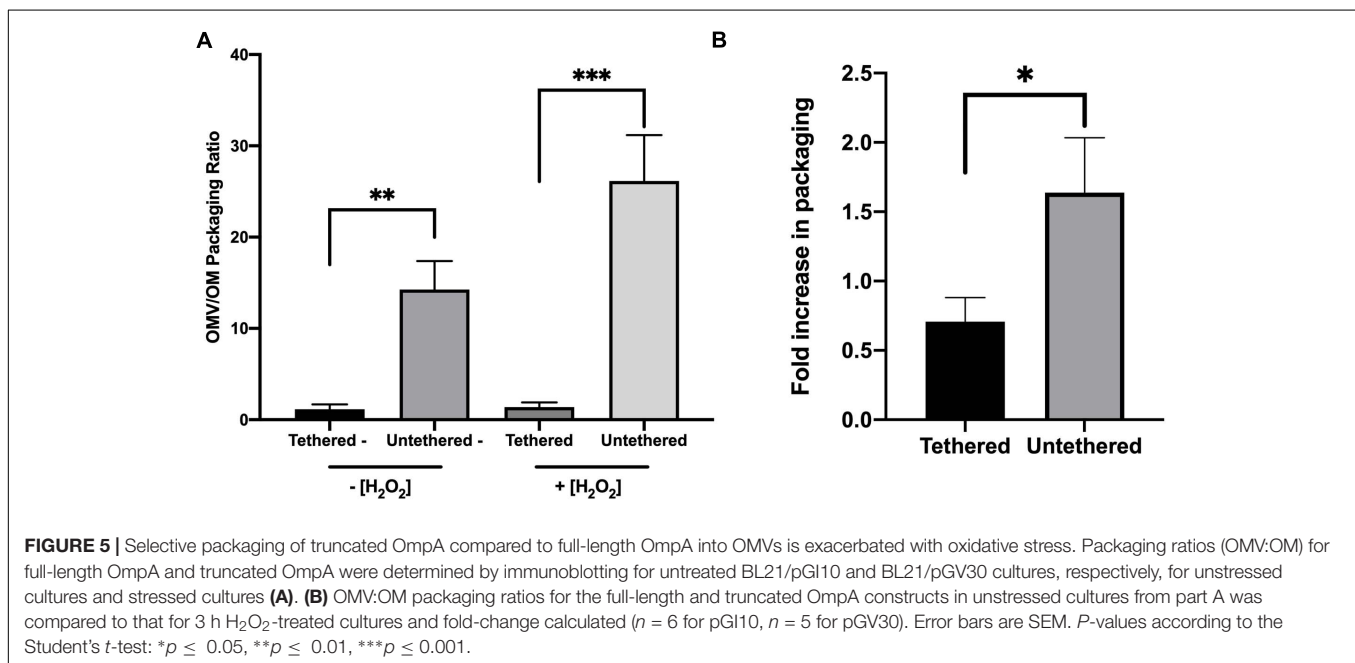 A
40
30
20
10
0
OMV/OM Packaging Ratio
**
***
Tethered -
Untethered -
Tethered
Untethered
- [H₂O₂]
+ [H₂O₂]
B
2.5
2.0
1.5
1.0
0.5
0.0
Fold increase in packaging
*
Tethered
Untethered
FIGURE 5 | Selective packaging of truncated OmpA compared to full-length OmpA into OMVs is exacerbated with oxidative stress. Packaging ratios (OMV:OM) for
full-length OmpA and truncated OmpA were determined by immunoblotting for untreated BL21/pGI10 and BL21/pGV30 cultures, respectively, for unstressed
cultures and stressed cultures (A). (B) OMV:OM packaging ratios for the full-length and truncated OmpA constructs in unstressed cultures from part A was
compared to that for 3 h H₂O₂-treated cultures and fold-change calculated (n = 6 for pGI10, n = 5 for pGV30). Error bars are SEM. P-values according to the
Student's t-test: *p ≤ 0.05, **p ≤ 0.01, ***p ≤ 0.001.